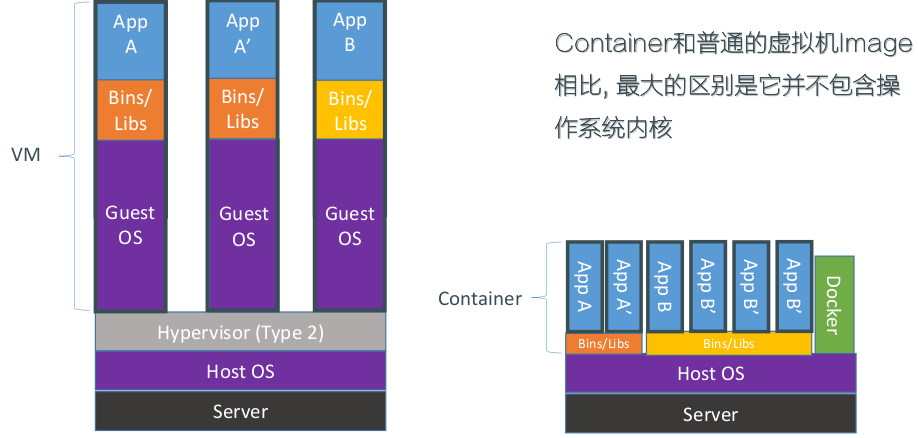 App
A
App
A’
App
B
Bins/
Libs
Bins/
Libs
Bins/
Libs
VM
Guest
OS
Guest
OS
Guest
OS
Hypervisor (Type 2)
Host OS
Server
Container和普通的虚拟机Image
相比, 最大的区别是它并不包含操
作系统内核
Container
App A
App A’
App B
App B’
App B’
App B’
Docker
Bins/Libs
Bins/Libs
Host OS
Server